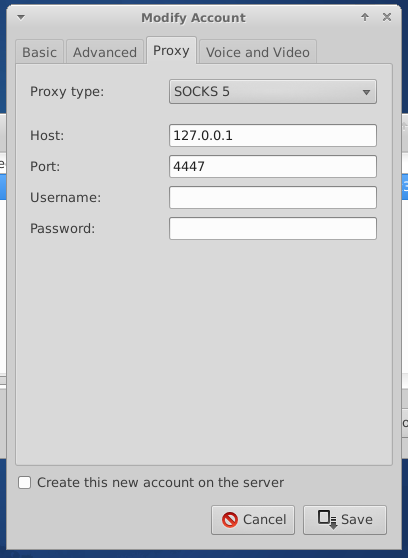 Modify Account
Basic Advanced Proxy Voice and Video
Proxy type: SOCKS 5
Host: 127.0.0.1
Port: 4447
Username:
Password:
Create this new account on the server
Cancel Save